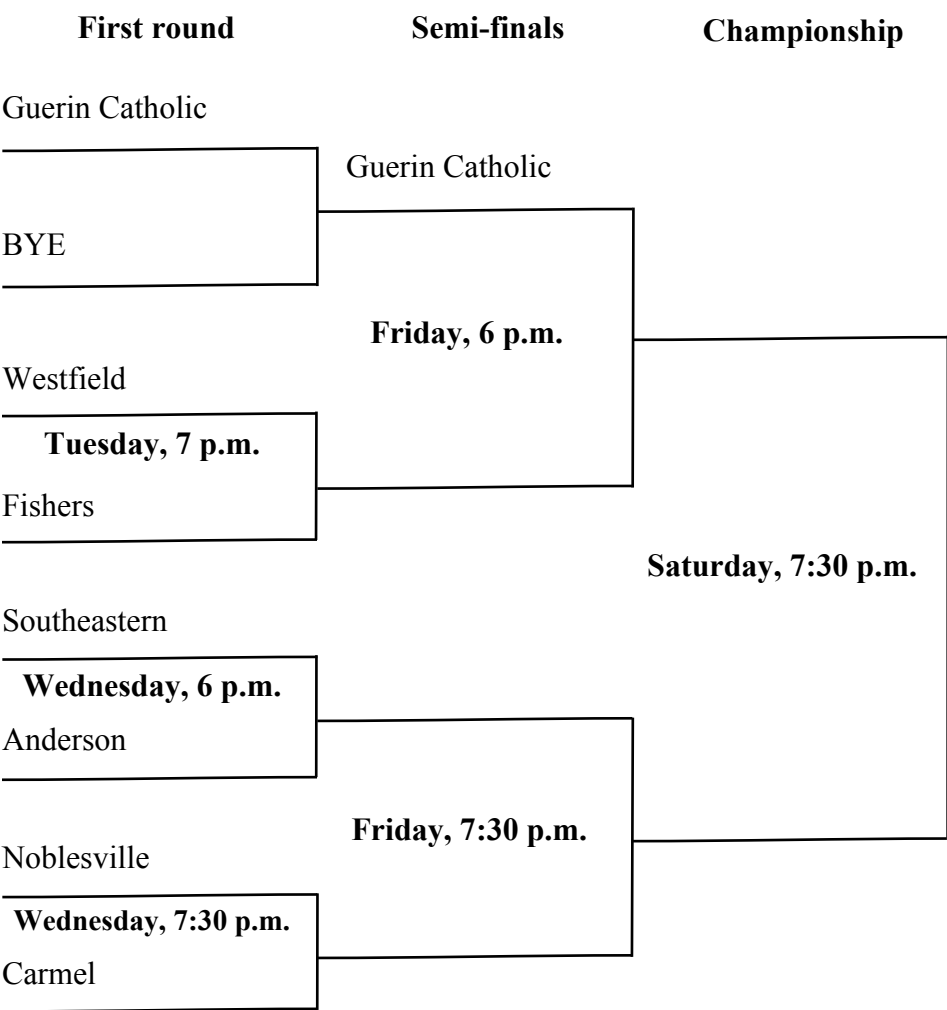 First round
Semi-finals
Championship
Guerin Catholic
Guerin Catholic
BYE
Friday, 6 p.m.
Westfield
Tuesday, 7 p.m.
Fishers
Saturday, 7:30 p.m.
Southeastern
Wednesday, 6 p.m.
Anderson
Friday, 7:30 p.m.
Noblesville
Wednesday, 7:30 p.m.
Carmel